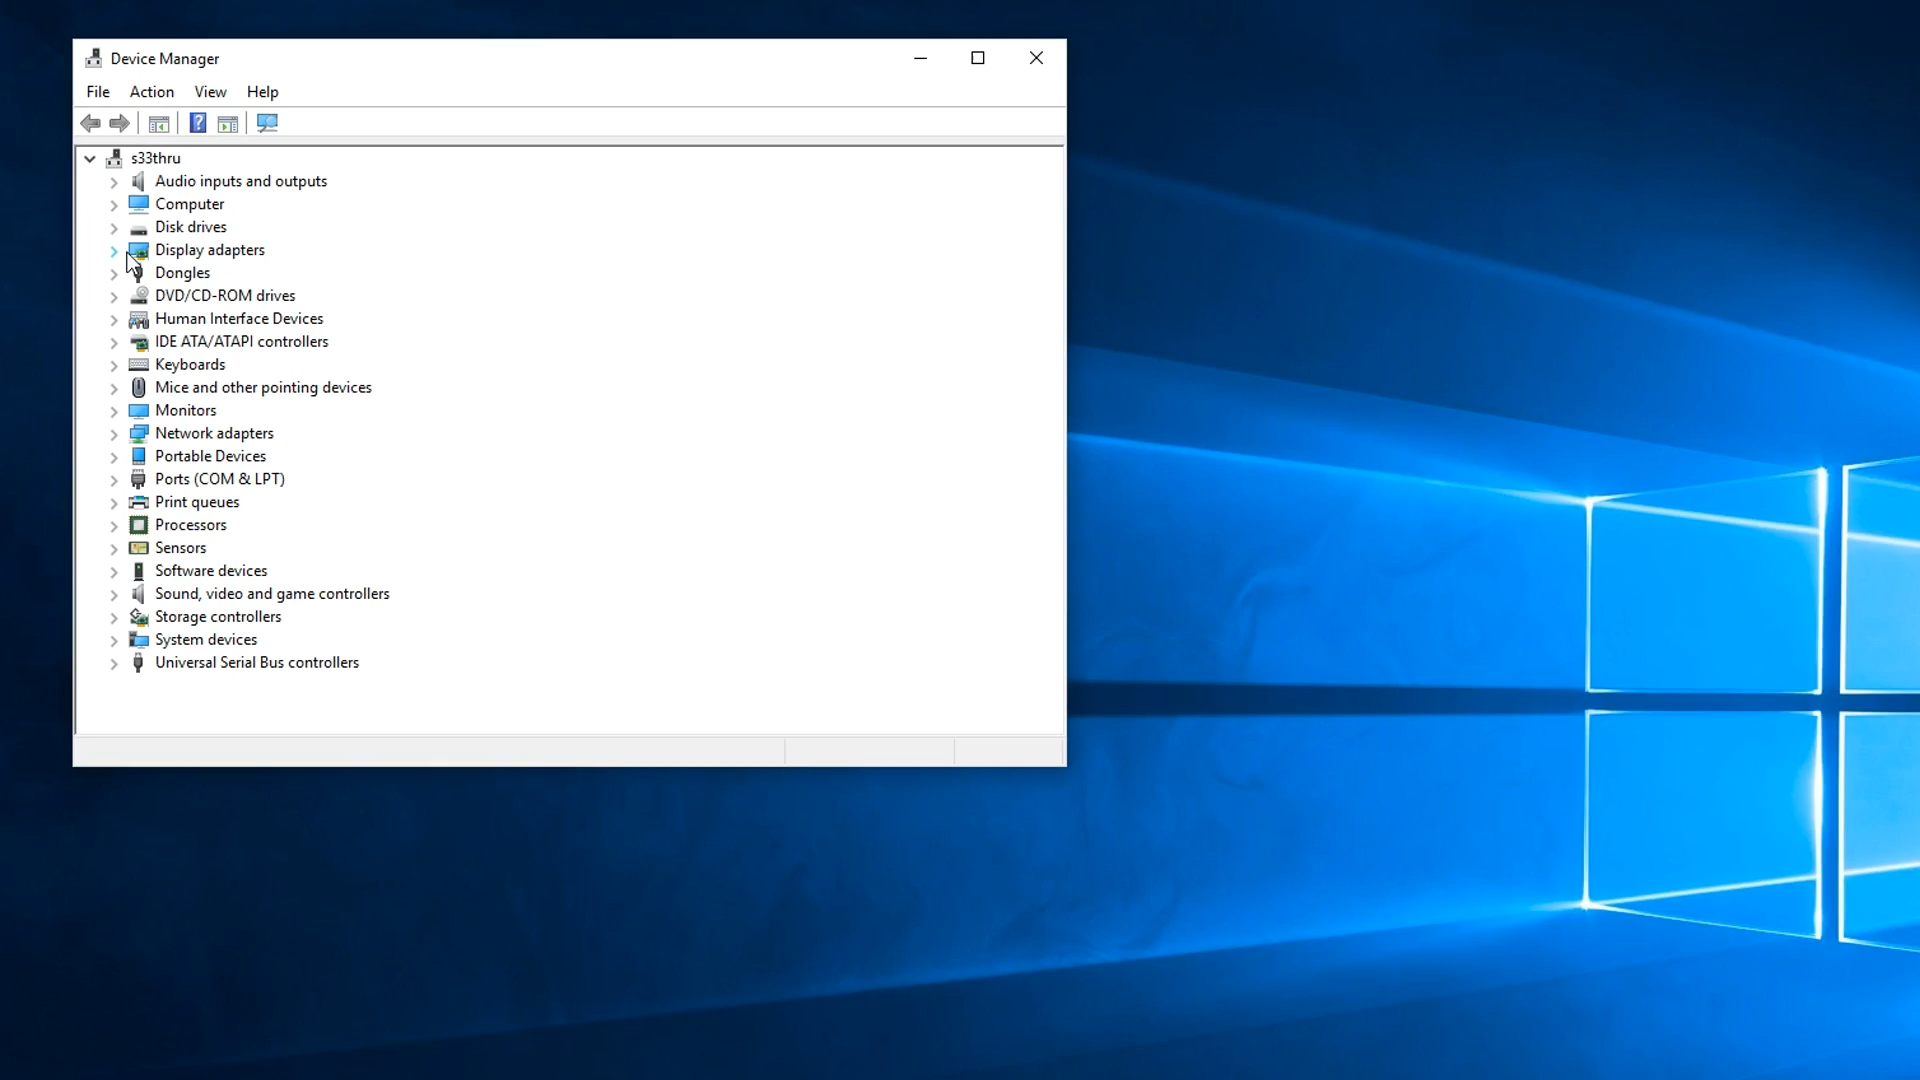 Device Manager
File Action View Help
s33thru
Audio inputs and outputs
Computer
Disk drives
Display adapters
Dongles
DVD/CD-ROM drives
Human Interface Devices
IDE ATA/ATAPI controllers
Keyboards
Mice and other pointing devices
Monitors
Network adapters
Portable Devices
Ports (COM & LPT)
Print queues
Processors
Sensors
Software devices
Sound, video and game controllers
Storage controllers
System devices
Universal Serial Bus controllers